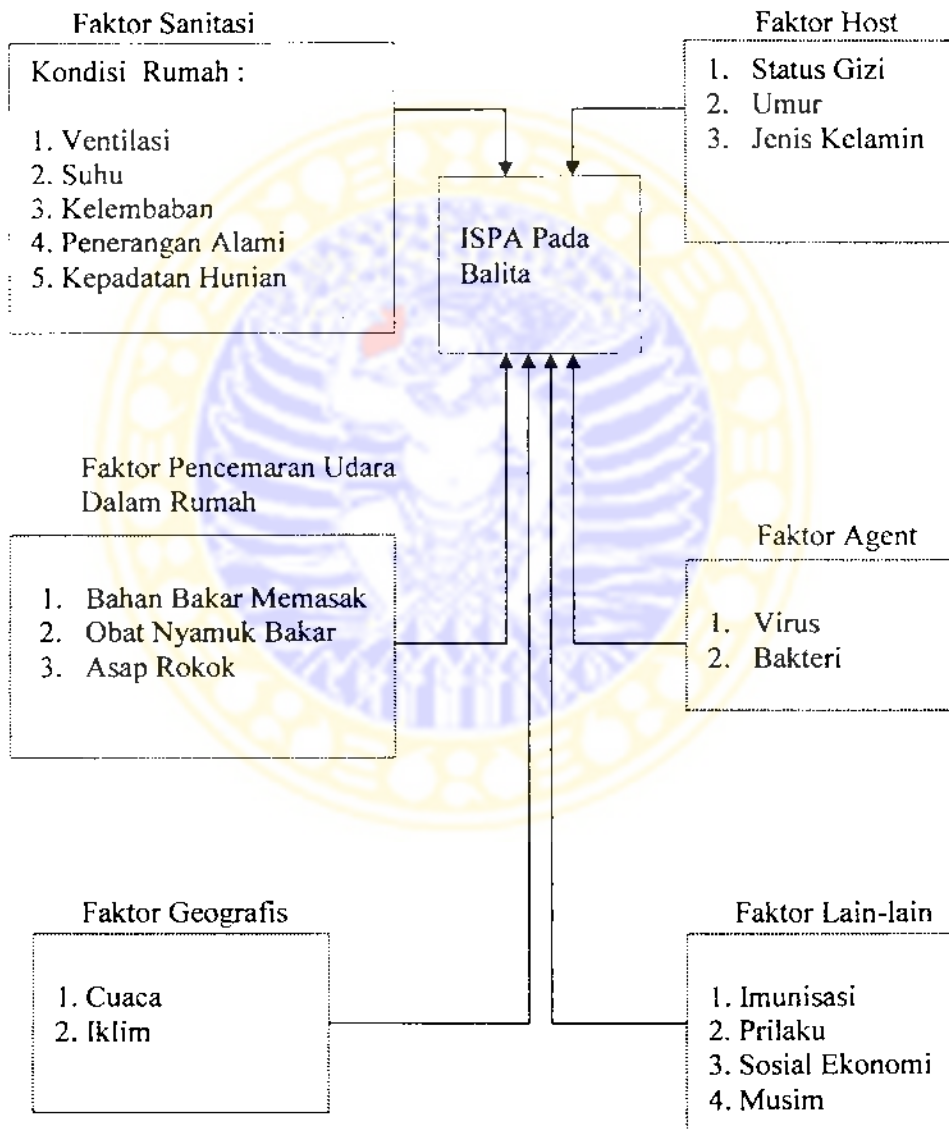 Faktor Sanitasi
Kondisi Rumah :
1. Ventilasi
2. Suhu
3. Kelembaban
4. Penerangan Alami
5. Kepadatan Hunian
Faktor Host
1. Status Gizi
2. Umur
3. Jenis Kelamin
ISPA Pada
Balita
Faktor Pencemaran Udara
Dalam Rumah
1. Bahan Bakar Memasak
2. Obat Nyamuk Bakar
3. Asap Rokok
Faktor Agent
1. Virus
2. Bakteri
Faktor Geografis
1. Cuaca
2. Iklim
Faktor Lain-lain
1. Imunisasi
2. Prilaku
3. Sosial Ekonomi
4. Musim